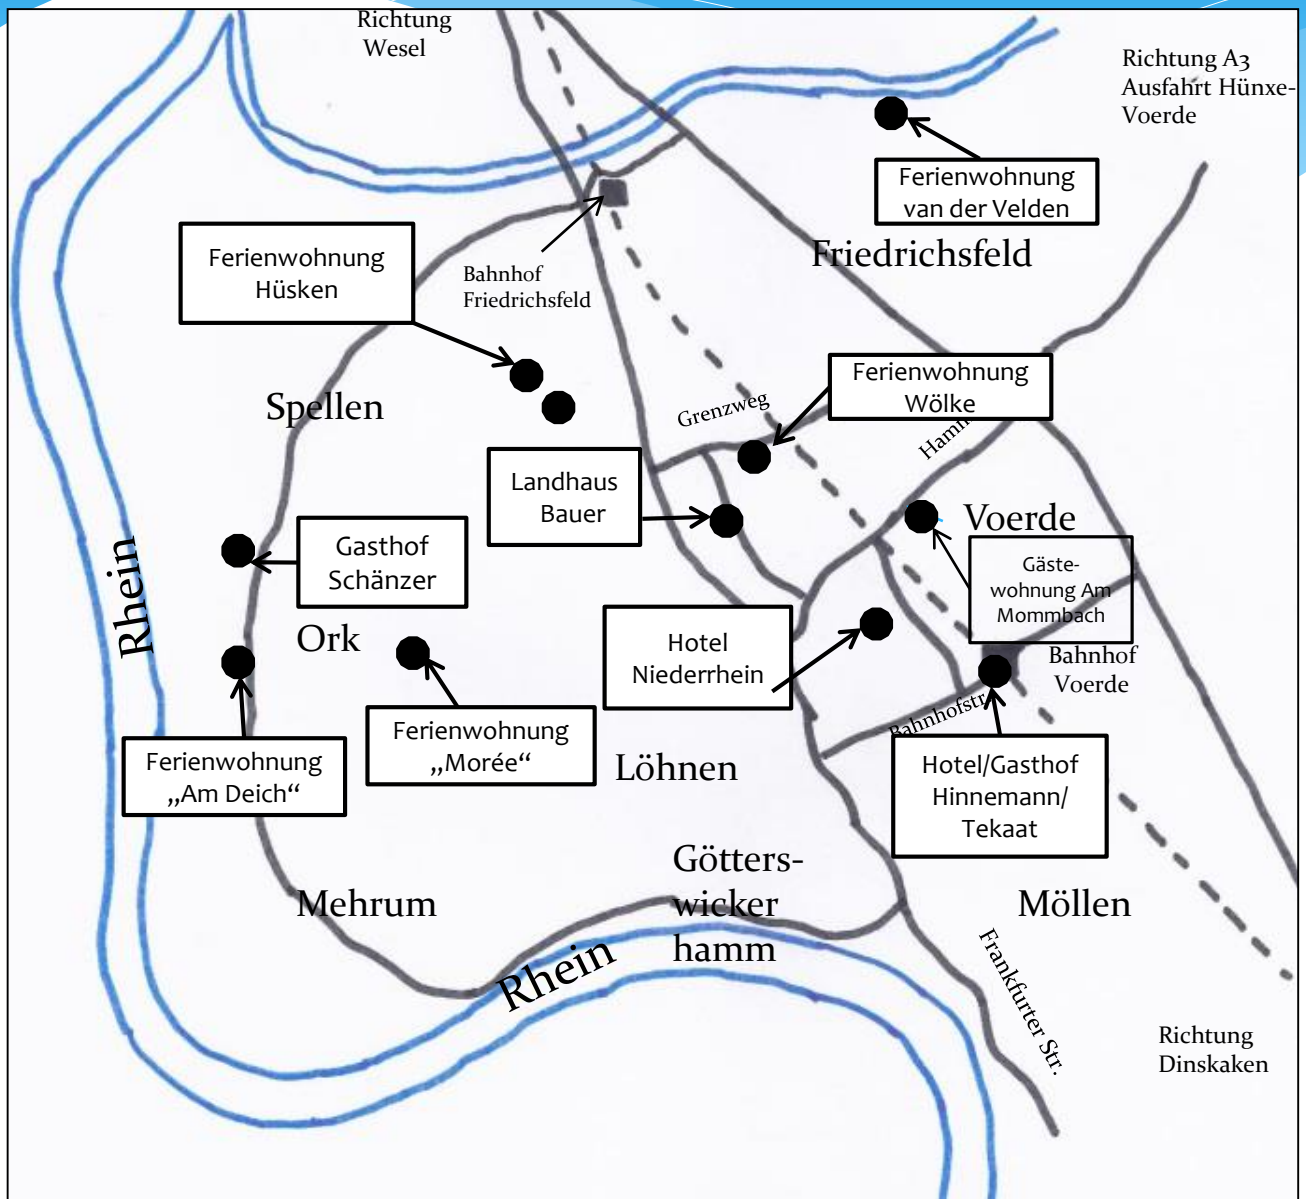 Richtung
Wesel
Richtung A3
Ausfahrt Hünxe-
Voerde
Ferienwohnung
van der Velden
Friedrichsfeld
Ferienwohnung
Hüsken
Bahnhof
Friedrichsfeld
Ferienwohnung
Wölke
Grenzweg
Spellen
Landhaus
Bauer
Voerde
Gasthof
Schänzer
Gäste-
wohnung Am
Mommbach
Rhein
Ork
Hotel
Niederrhein
Bahnhof
Voerde
Bahnhofstr
Ferienwohnung
„Morée“
Ferienwohnung
„Am Deich“
Löhnen
Hotel/Gasthof
Hinnemann/
Tekaat
Götters-
wicker
hamm
Mehrum
Möllen
Rhein
Frankfurter Str.
Richtung
Dinskaken